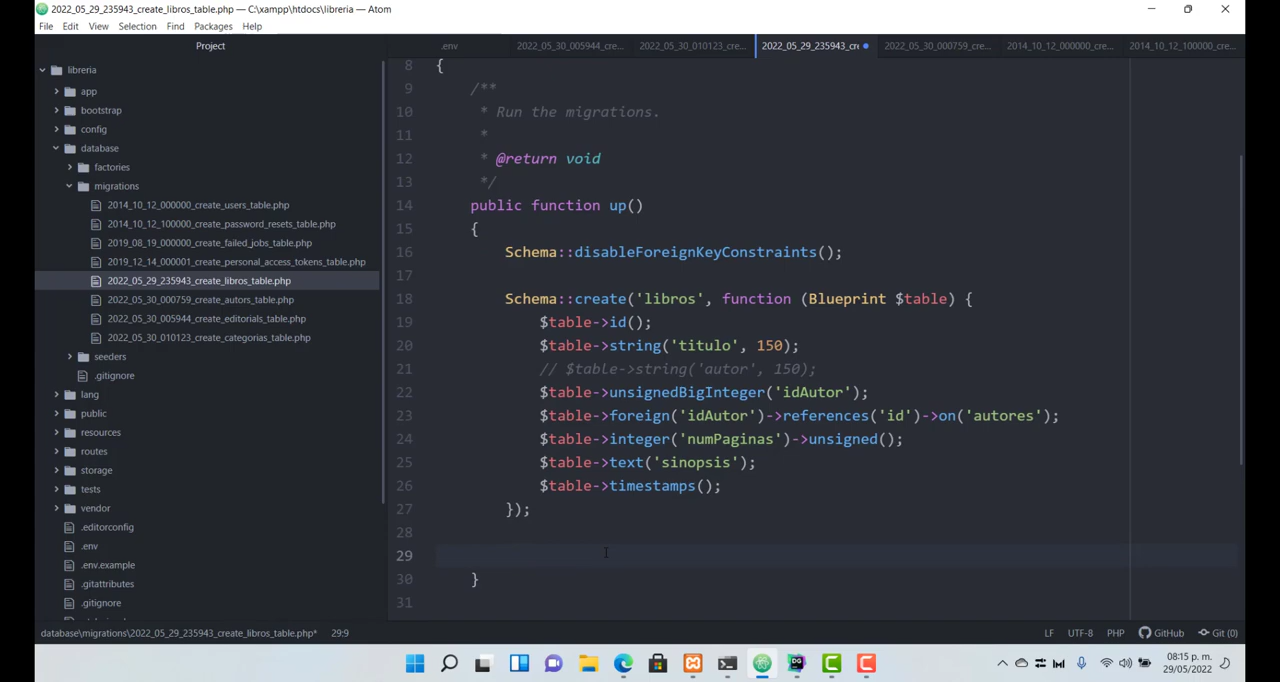 2022_05_29_235943_create_libros_table.php — C:\xampp\htdocs\libreria — Atom
File Edit View Selection Find Packages Help
Project
.env 2022_05_30_005944_cre... 2022_05_30_010123_cre... 2022_05_29_235943_cre 2022_05_30_000759_cre... 2014_10_12_000000_cre... 2014_10_12_100000_cre...
libreria
app
bootstrap
config
database
factories
migrations
2014_10_12_000000_create_users_table.php
2014_10_12_100000_create_password_resets_table.php
2019_08_19_000000_create_failed_jobs_table.php
2019_12_14_000001_create_personal_access_tokens_table.php
2022_05_29_235943_create_libros_table.php
2022_05_30_000759_create_autors_table.php
2022_05_30_005944_create_editorials_table.php
2022_05_30_010123_create_categorias_table.php
seeders
.gitignore
lang
public
resources
routes
storage
tests
vendor
.editorconfig
.env
.env.example
.gitattributes
.gitignore
8 {
9 /**
10 * Run the migrations.
11 *
12 * @return void
13 */
14 public function up()
15 {
16 Schema::disableForeignKeyConstraints();
17
18 Schema::create('libros', function (Blueprint $table) {
19 $table->id();
20 $table->string('titulo', 150);
21 // $table->string('autor', 150);
22 $table->unsignedBigInteger('idAutor');
23 $table->foreign('idAutor')->references('id')->on('autores');
24 $table->integer('numPaginas')->unsigned();
25 $table->text('sinopsis');
26 $table->timestamps();
27 });
28
29
30 }
31
database\migrations\2022_05_29_235943_create_libros_table.php* 29:9 LF UTF-8 PHP GitHub Git (0)
08:15 p. m.
29/05/2022